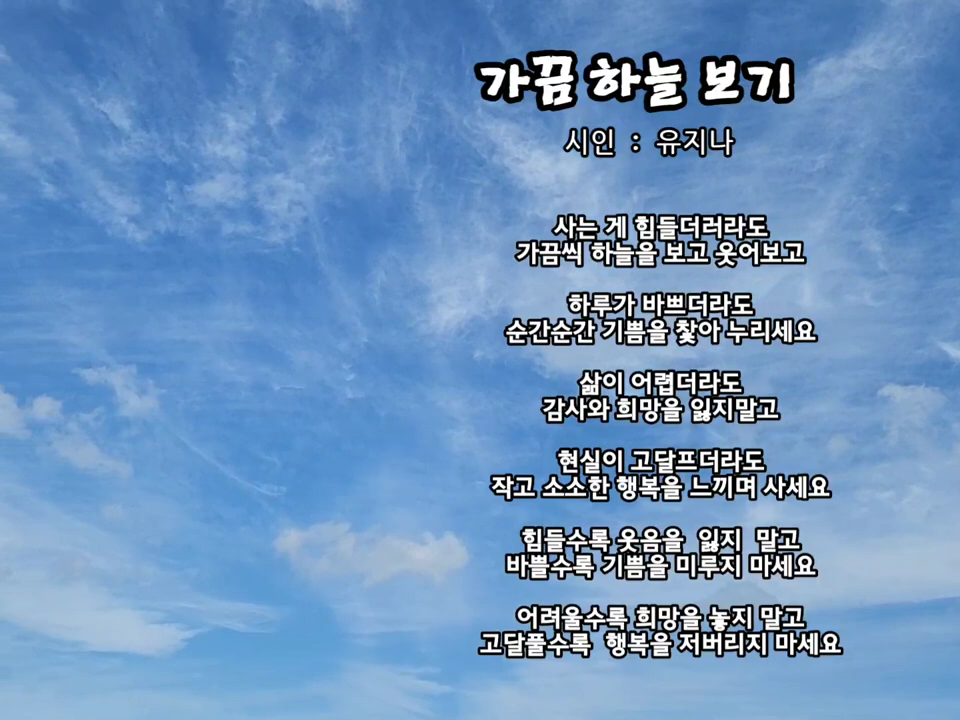 가끔 하늘 보기
시인 : 유지나
사는 게 힘들더러라도
가끔씩 하늘을 보고 웃어보고
하루가 바쁘더라도
순간순간 기쁨을 찾아 누리세요
삶이 어렵더라도
감사와 희망을 잃지말고
현실이 고달프더라도
작고 소소한 행복을 느끼며 사세요
힘들수록 웃음을 잃지 말고
바쁠수록 기쁨을 미루지 마세요
어려울수록 희망을 놓지 말고
고달풀수록 행복을 저버리지 마세요